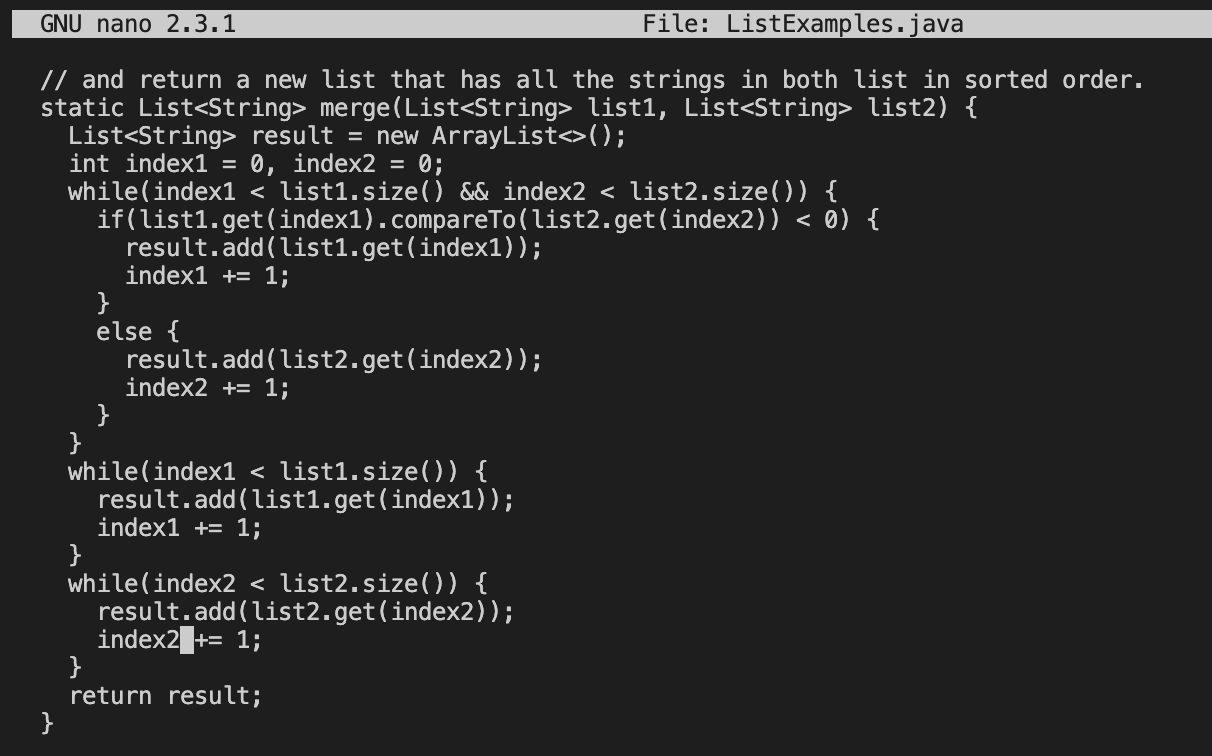 GNU nano 2.3.1 File: ListExamples.java
// and return a new list that has all the strings in both list in sorted order.
static List<String> merge(List<String> list1, List<String> list2) {
  List<String> result = new ArrayList<>();
  int index1 = 0, index2 = 0;
  while(index1 < list1.size() && index2 < list2.size()) {
    if(list1.get(index1).compareTo(list2.get(index2)) < 0) {
      result.add(list1.get(index1));
      index1 += 1;
    }
    else {
      result.add(list2.get(index2));
      index2 += 1;
    }
  }
  while(index1 < list1.size()) {
    result.add(list1.get(index1));
    index1 += 1;
  }
  while(index2 < list2.size()) {
    result.add(list2.get(index2));
    index2 += 1;
  }
  return result;
}